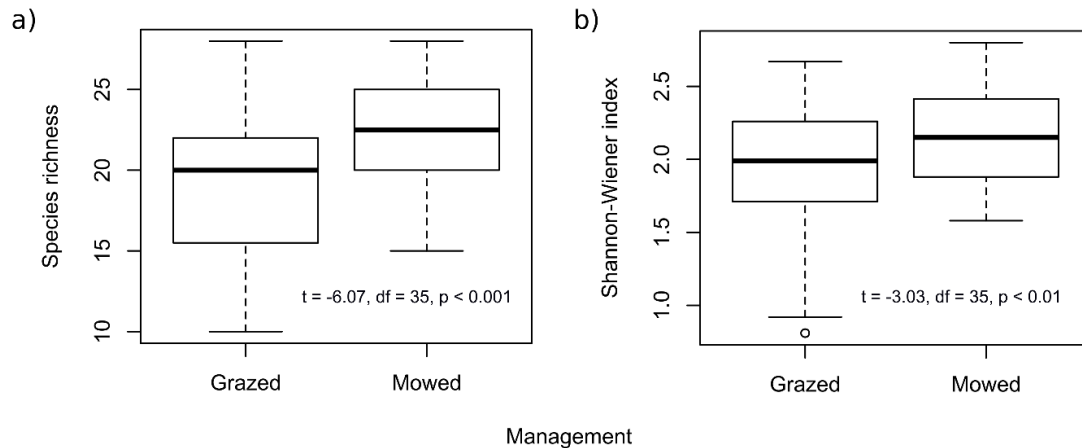 a)
Species richness
25
20
15
10
t = -6.07, df = 35, p < 0.001
Grazed
Mowed
b)
Shannon-Wiener index
2.5
2.0
1.5
1.0
t = -3.03, df = 35, p < 0.01
Grazed
Mowed
Management